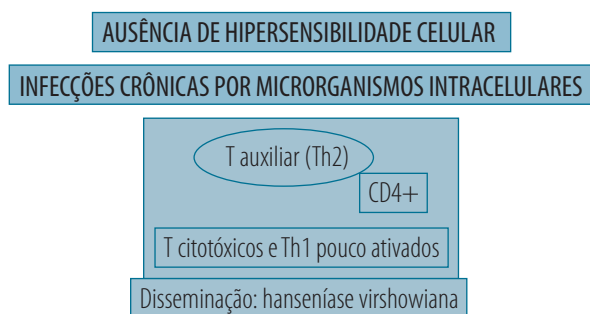 AUSÊNCIA DE HIPERSENSIBILIDADE CELULAR
INFECÇÕES CRÔNICAS POR MICRORGANISMOS INTRACELULARES
T auxiliar (Th2)
CD4+
T citotóxicos e Th1 pouco ativados
Disseminação: hanseníase virshowiana